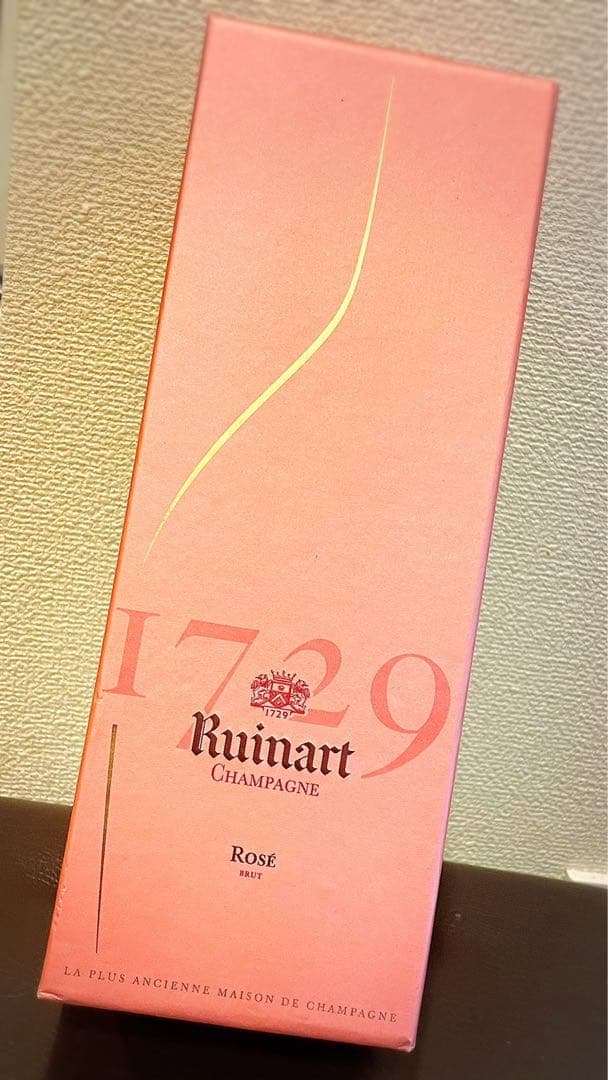 1729
1729
Ruinart
CHAMPAGNE
ROSÉ
BRUT
LA PLUS ANCIENNE MAISON DE CHAMPAGNE